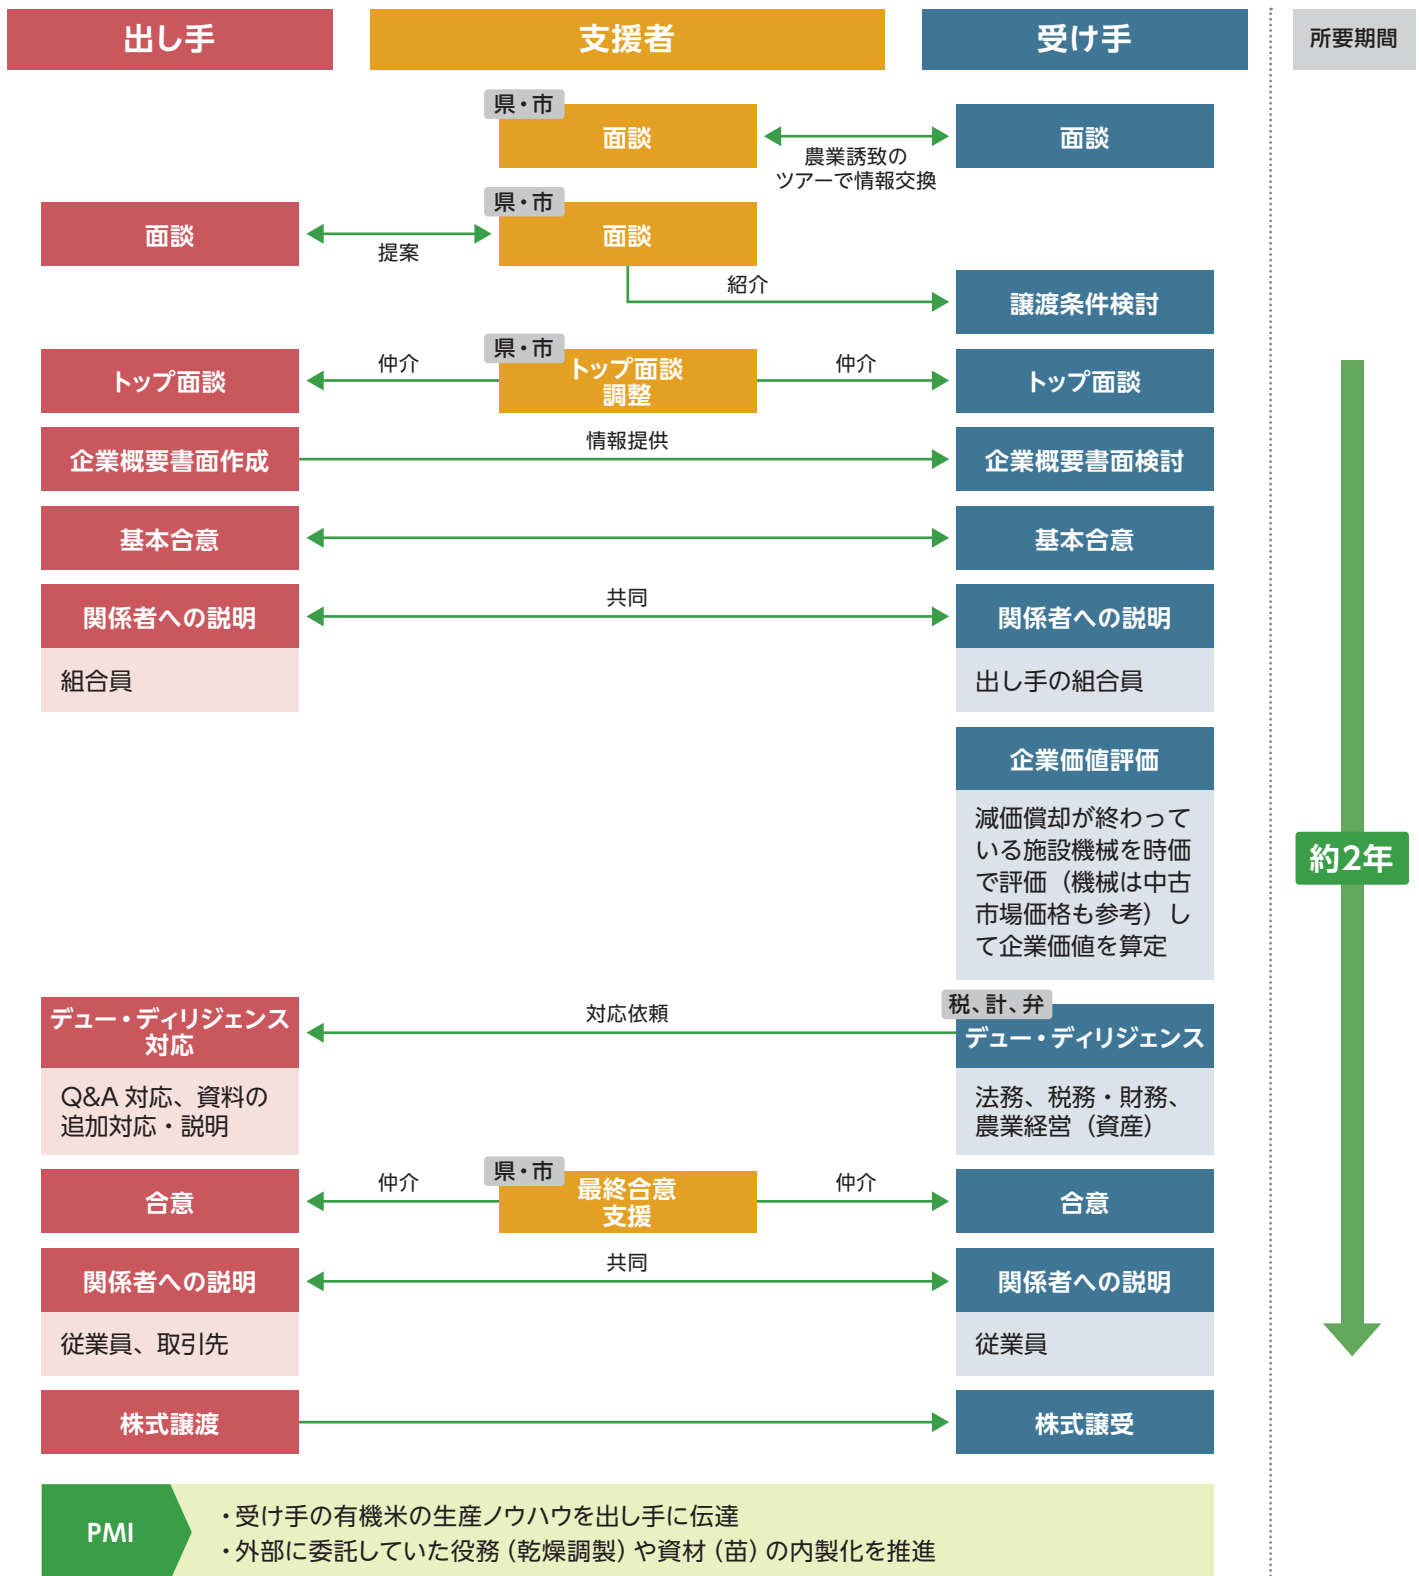 出し手
支援者
受け手
所要期間
県・市
面談
農業誘致の
ツアーで情報交換
面談
面談
提案
県・市
面談
紹介
譲渡条件検討
トップ面談
仲介
県・市
トップ面談
調整
仲介
トップ面談
企業概要書面作成
情報提供
企業概要書面検討
基本合意
基本合意
関係者への説明
共同
関係者への説明
組合員
出し手の組合員
企業価値評価
減価償却が終わって
いる施設機械を時価
で評価（機械は中古
市場価格も参考）し
て企業価値を算定
約2年
デュー・ディリジェンス
対応
対応依頼
税、計、弁
デュー・ディリジェンス
Q&A 対応、資料の
追加対応・説明
法務、税務・財務、
農業経営（資産）
合意
仲介
県・市
最終合意
支援
仲介
合意
関係者への説明
共同
関係者への説明
従業員、取引先
従業員
株式譲渡
株式譲受
PMI
・受け手の有機米の生産ノウハウを出し手に伝達
・外部に委託していた役務（乾燥調製）や資材（苗）の内製化を推進